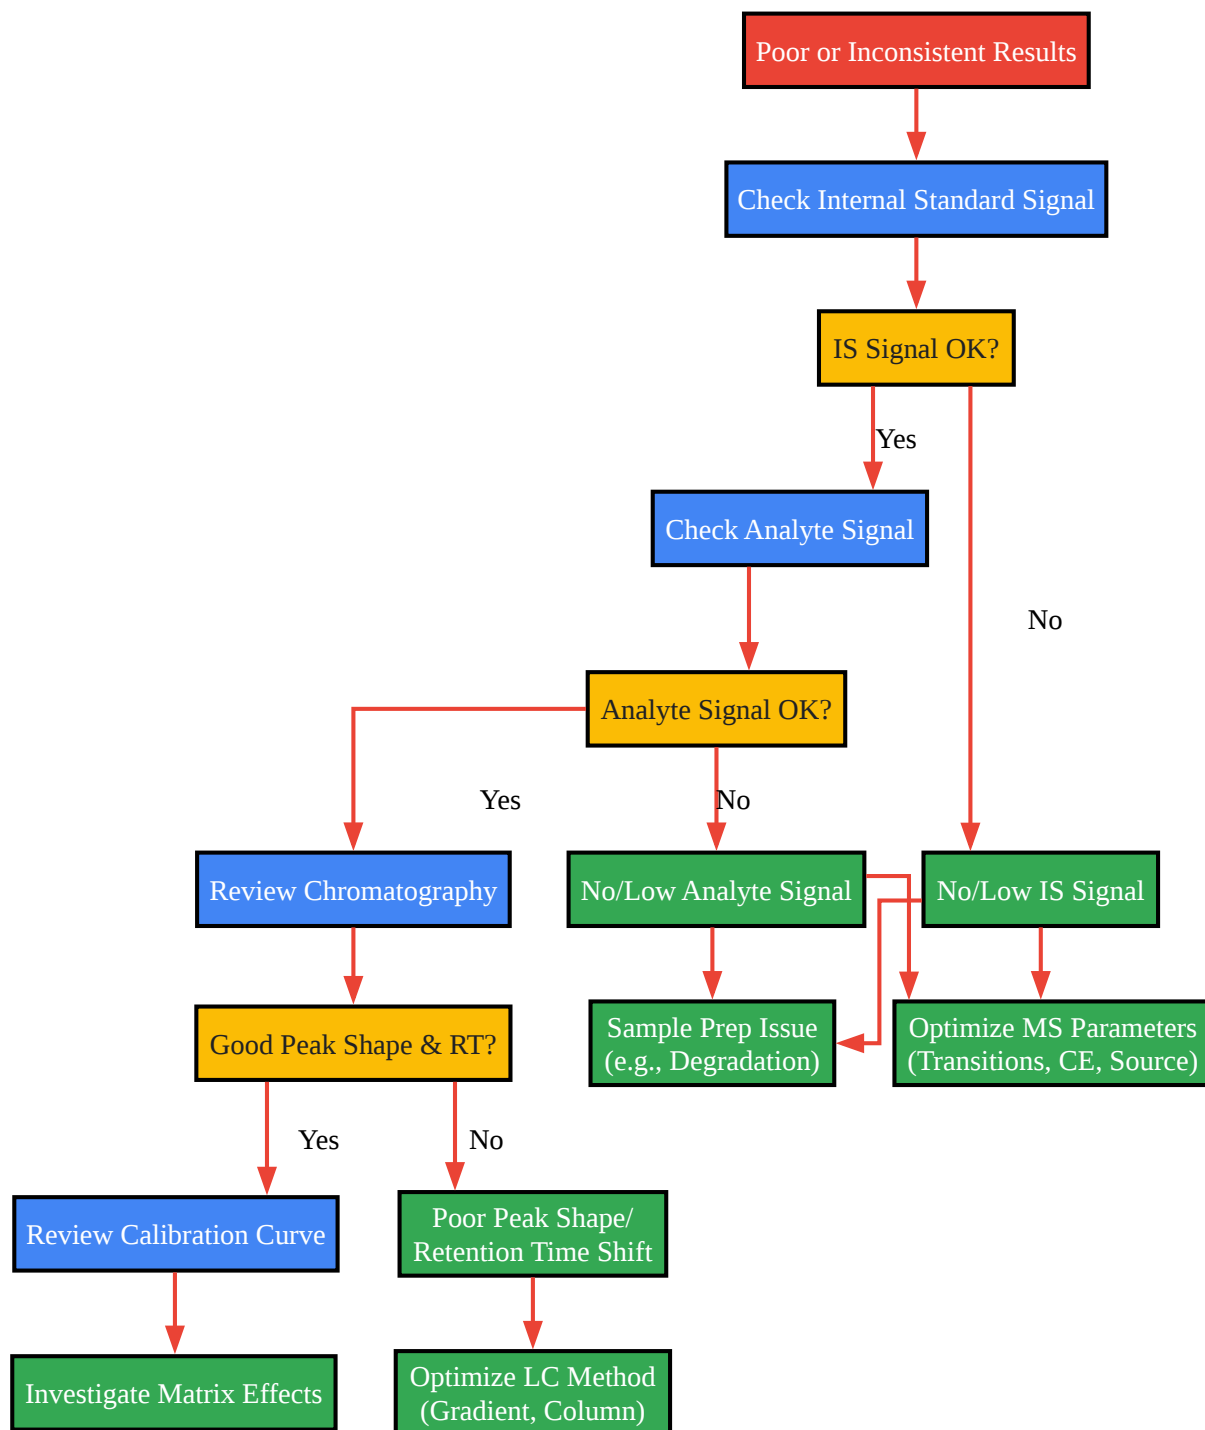 Poor or Inconsistent Results
Check Internal Standard Signal
IS Signal OK?
Yes
Check Analyte Signal
No
Analyte Signal OK?
Yes
No
Review Chromatography
No/Low Analyte Signal
No/Low IS Signal
Good Peak Shape & RT?
Sample Prep Issue
(e.g., Degradation)
Optimize MS Parameters
(Transitions, CE, Source)
Yes
No
Review Calibration Curve
Poor Peak Shape/
Retention Time Shift
Investigate Matrix Effects
Optimize LC Method
(Gradient, Column)